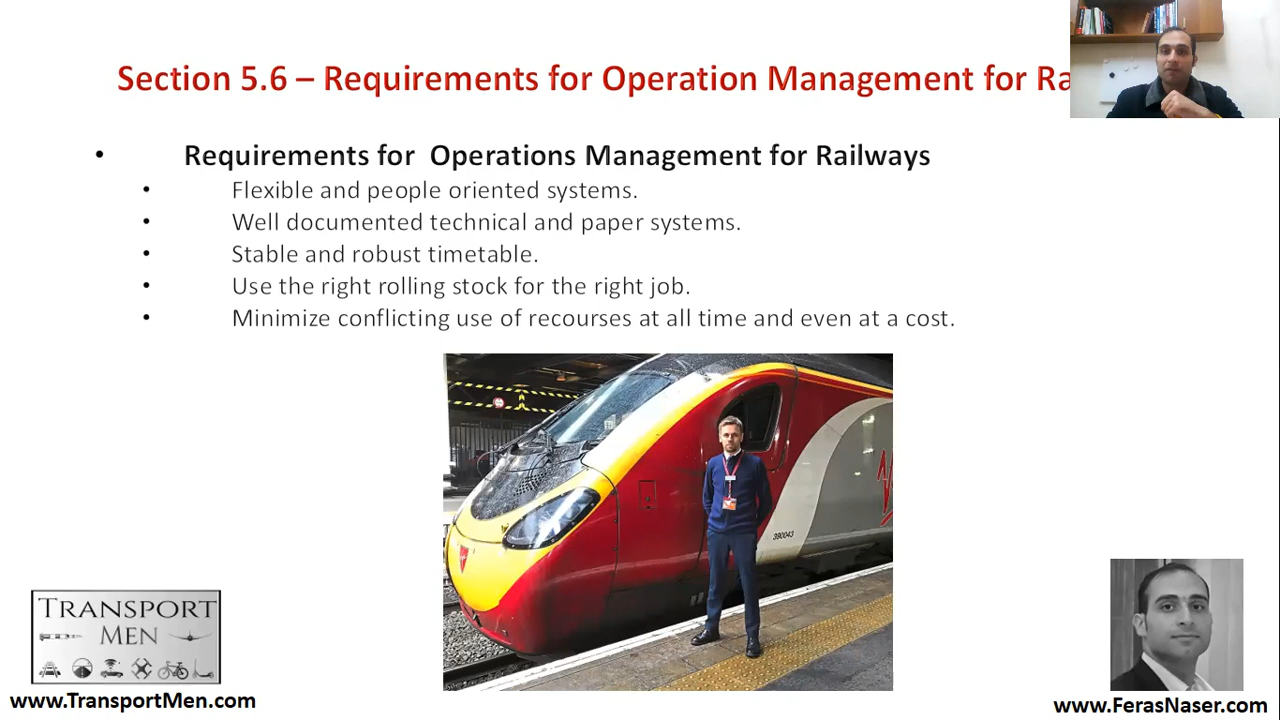 Section 5.6 – Requirements for Operation Management for Ra
• Requirements for Operations Management for Railways
• Flexible and people oriented systems.
• Well documented technical and paper systems.
• Stable and robust timetable.
• Use the right rolling stock for the right job.
• Minimize conflicting use of recourses at all time and even at a cost.
390043
TRANSPORT
MEN
www.TransportMen.com
www.FerasNaser.com